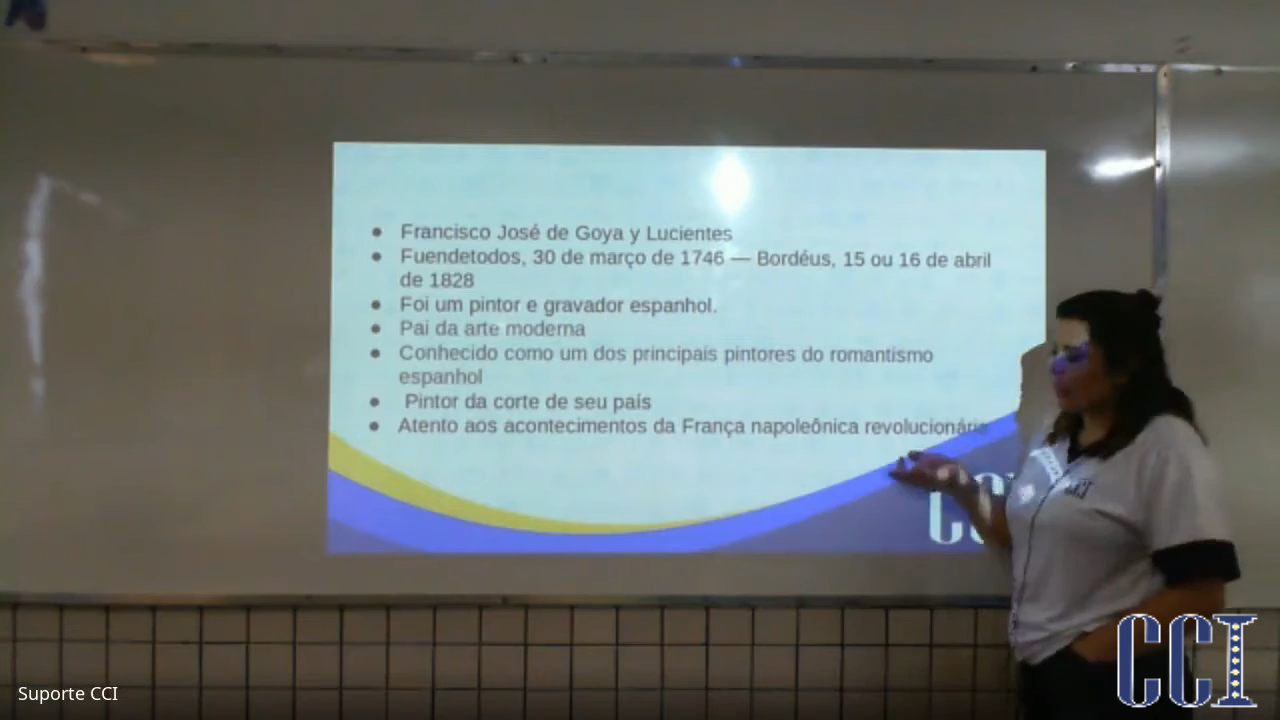 Francisco José de Goya y Lucientes
Fuendetodos, 30 de março de 1746 — Bordéus, 15 ou 16 de abril
de 1828
Foi um pintor e gravador espanhol.
Pai da arte moderna
Conhecido como um dos principais pintores do romantismo
espanhol
Pintor da corte de seu país
Atento aos acontecimentos da França napoleônica revolucionária
CCI
CCI
Suporte CCI